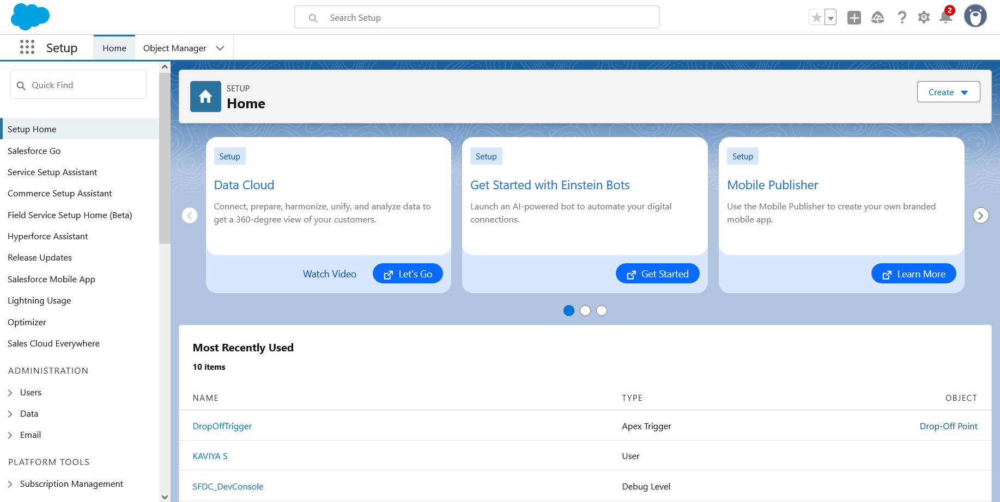 Search Setup
2
Setup
Home
Object Manager
Quick Find
Setup Home
Salesforce Go
Service Setup Assistant
Commerce Setup Assistant
Field Service Setup Home (Beta)
Hyperforce Assistant
Release Updates
Salesforce Mobile App
Lightning Usage
Optimizer
Sales Cloud Everywhere
ADMINISTRATION
Users
Data
Email
PLATFORM TOOLS
Subscription Management
SETUP
Home
Create
Setup
Data Cloud
Connect, prepare, harmonize, unify, and analyze data to
get a 360-degree view of your customers.
Watch Video
Let's Go
Setup
Get Started with Einstein Bots
Launch an AI-powered bot to automate your digital
connections.
Get Started
Setup
Mobile Publisher
Use the Mobile Publisher to create your own branded
mobile app.
Learn More
Most Recently Used
10 items
NAME TYPE OBJECT
DropOffTrigger Apex Trigger Drop-Off Point
KAVIYA S User
SFDC_DevConsole Debug Level